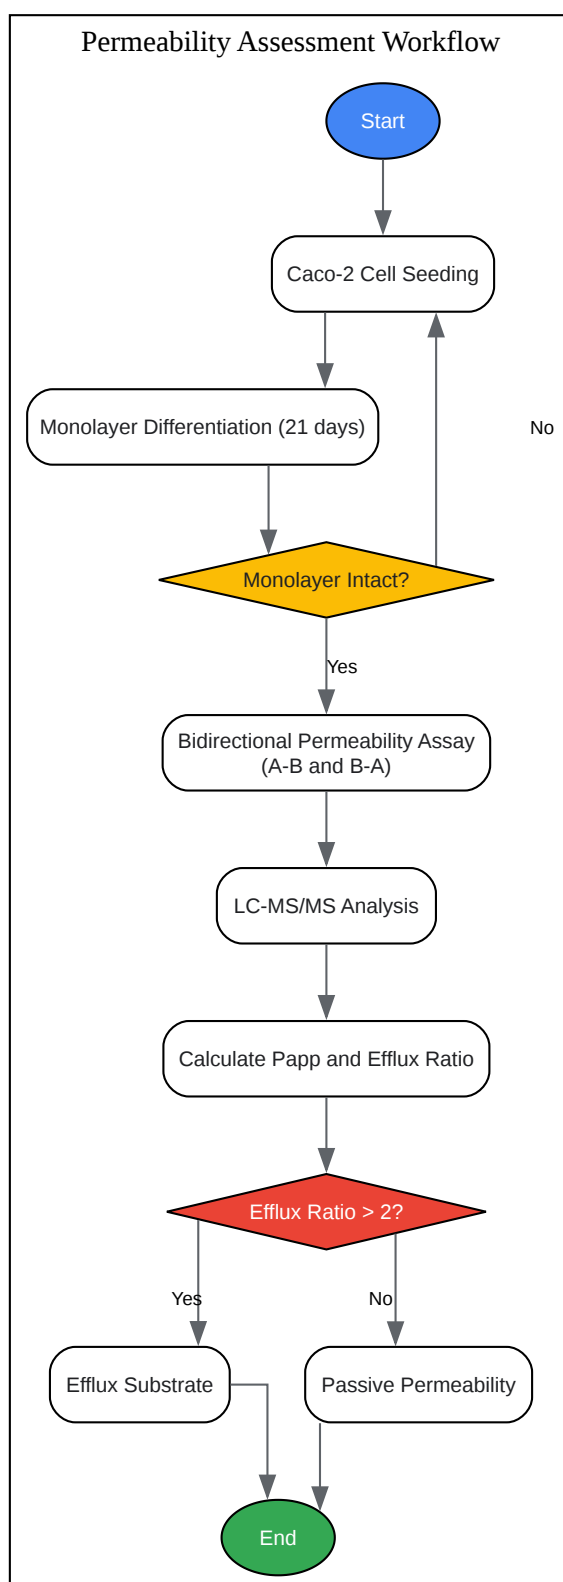 Permeability Assessment Workflow
Start
Caco-2 Cell Seeding
Monolayer Differentiation (21 days)
No
Monolayer Intact?
Yes
Bidirectional Permeability Assay
(A-B and B-A)
LC-MS/MS Analysis
Calculate Papp and Efflux Ratio
Efflux Ratio > 2?
Yes
No
Efflux Substrate
Passive Permeability
End